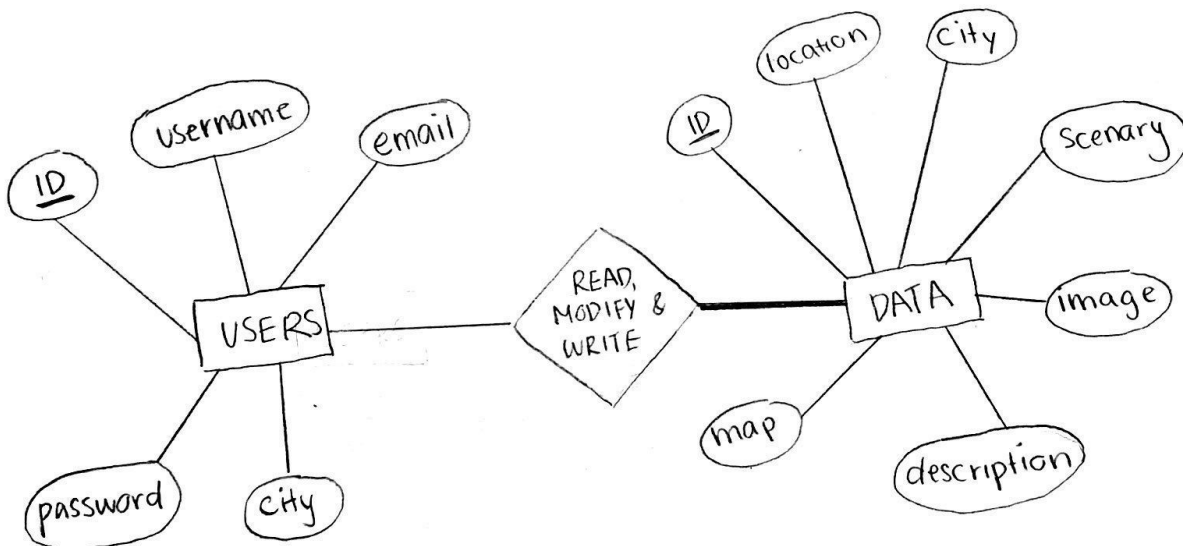 ID
username
email
USERS
password
city
READ,
MODIFY &
WRITE
ID
location
city
scenary
image
DATA
map
description